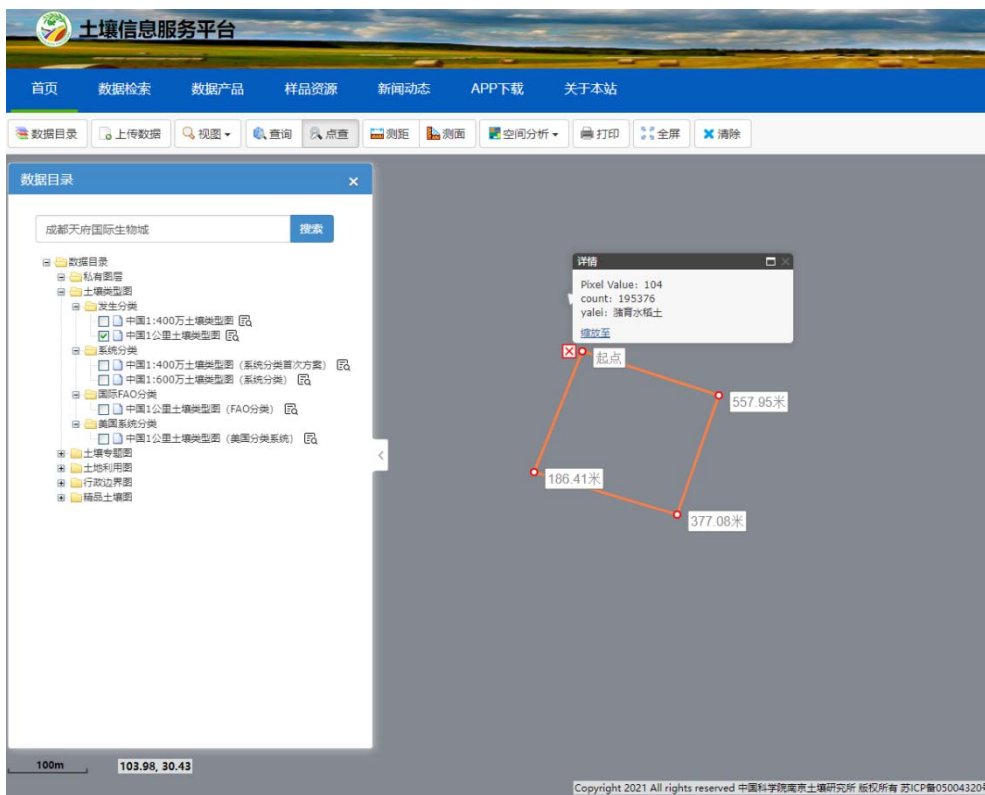 土壤信息服务平台
首页 数据检索 数据产品 样品资源 新闻动态 APP下载 关于本站
数据目录 上传数据 视图 查询 点查 测距 测面 空间分析 打印 全屏 清除
数据目录
成都天府国际生物城 搜索
数据目录
私有图层
土壤类型图
发生分类
中国1:400万土壤类型图
中国1公里土壤类型图
系统分类
中国1:400万土壤类型图（系统分类首次方案）
中国1:600万土壤类型图（系统分类）
国际FAO分类
中国1公里土壤类型图（FAO分类）
美国系统分类
中国1公里土壤类型图（美国分类系统）
土壤专题图
土地利用图
行政边界图
精品土壤图
详情
Pixel Value: 104
count: 195376
yalei: 潴育水稻土
缩放至
起点
557.95米
186.41米
377.08米
100m
103.98, 30.43
Copyright 2021 All rights reserved 中国科学院南京土壤研究所 版权所有 苏ICP备05004320号